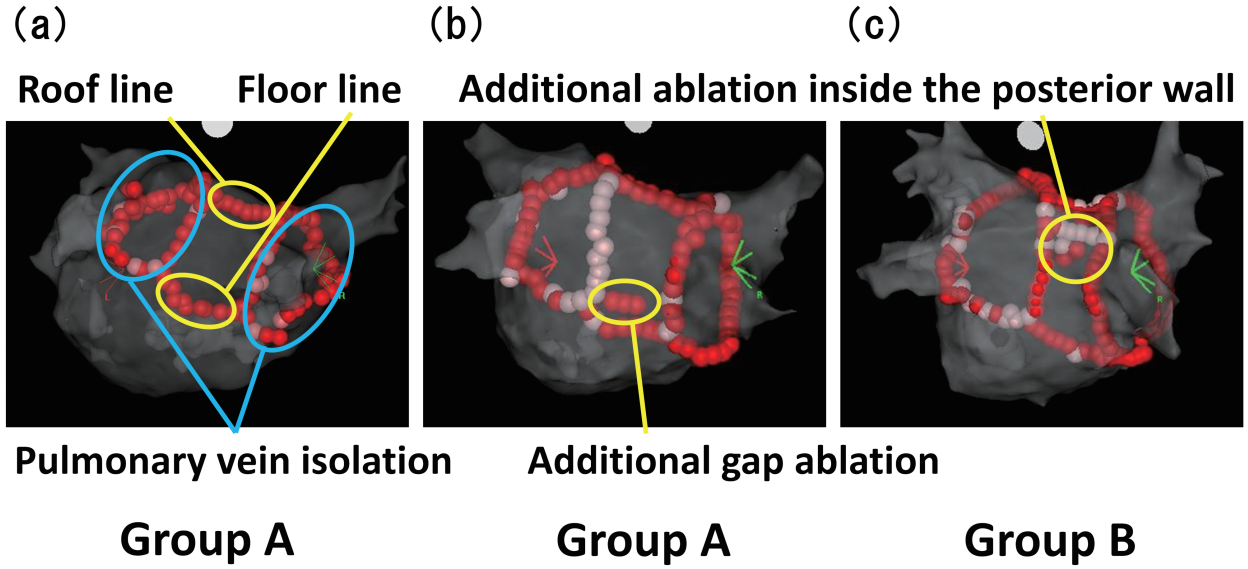 (a)
(b)
(c)
Roof line
Floor line
Additional ablation inside the posterior wall
R
R
R
Pulmonary vein isolation
Additional gap ablation
Group A
Group A
Group B